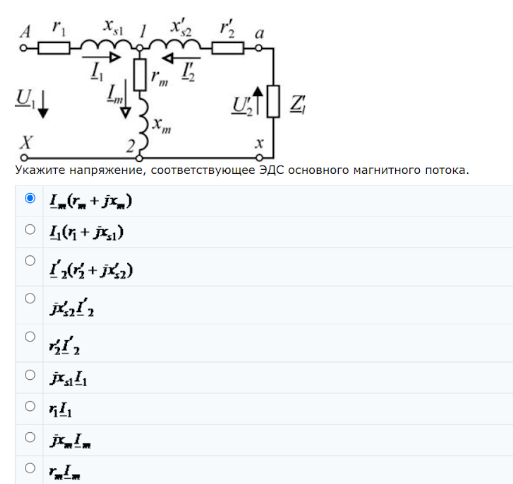 A r₁ xₛ₁ 1 x′ₛ₂ r′₂ a
I₁ rₘ I′₂
U₁ Iₘ U′₂ Z′ₗ
xₘ
X 2 x
Укажите напряжение, соответствующее ЭДС основного магнитного потока.
Iₘ(rₘ + jxₘ)
I₁(r₁ + jxₛ₁)
I′₂(r′₂ + jx′ₛ₂)
jx′ₛ₂I′₂
r′₂I′₂
jxₛ₁I₁
r₁I₁
jxₘIₘ
rₘIₘ